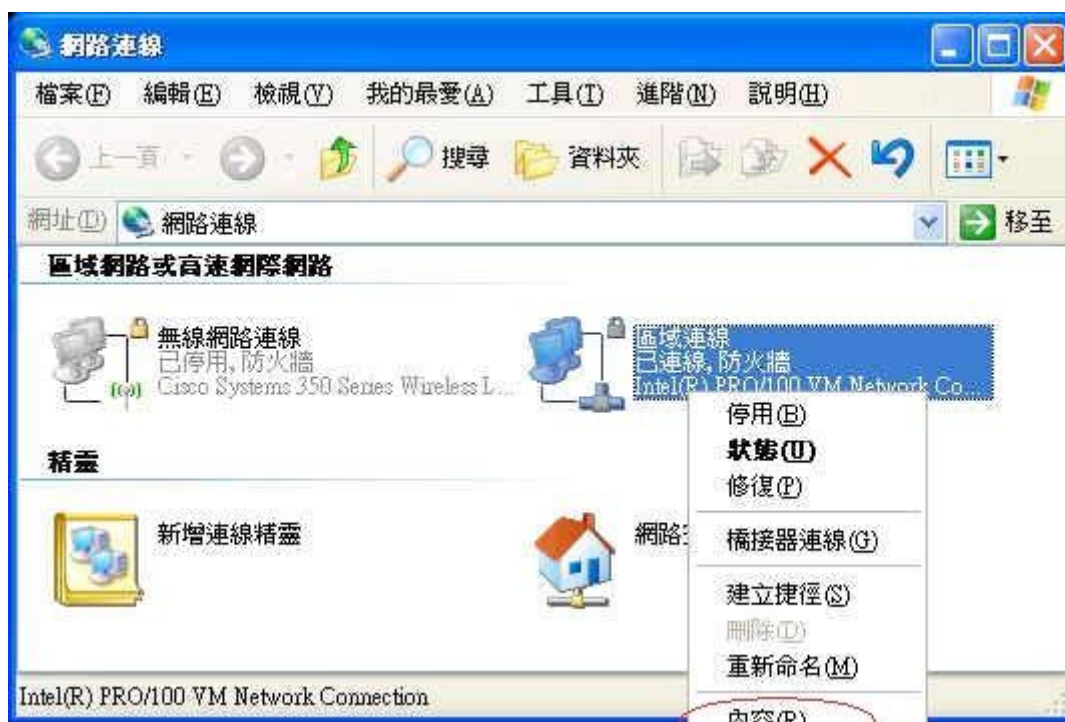 網路連線
檔案(F) 編輯(E) 檢視(V) 我的最愛(A) 工具(T) 進階(N) 說明(H)
上一頁 搜尋 資料夾
網址(D) 網路連線 移至
區域網路或高速網際網路
無線網路連線
已停用, 防火牆
Cisco Systems 350 Series Wireless L...
區域連線
已連線, 防火牆
Intel(R) PRO/100 VM Network Co...
停用(B)
狀態(U)
修復(P)
橋接器連線(G)
建立捷徑(S)
刪除(D)
重新命名(M)
內容(R)
精靈
新增連線精靈
網路
Intel(R) PRO/100 VM Network Connection